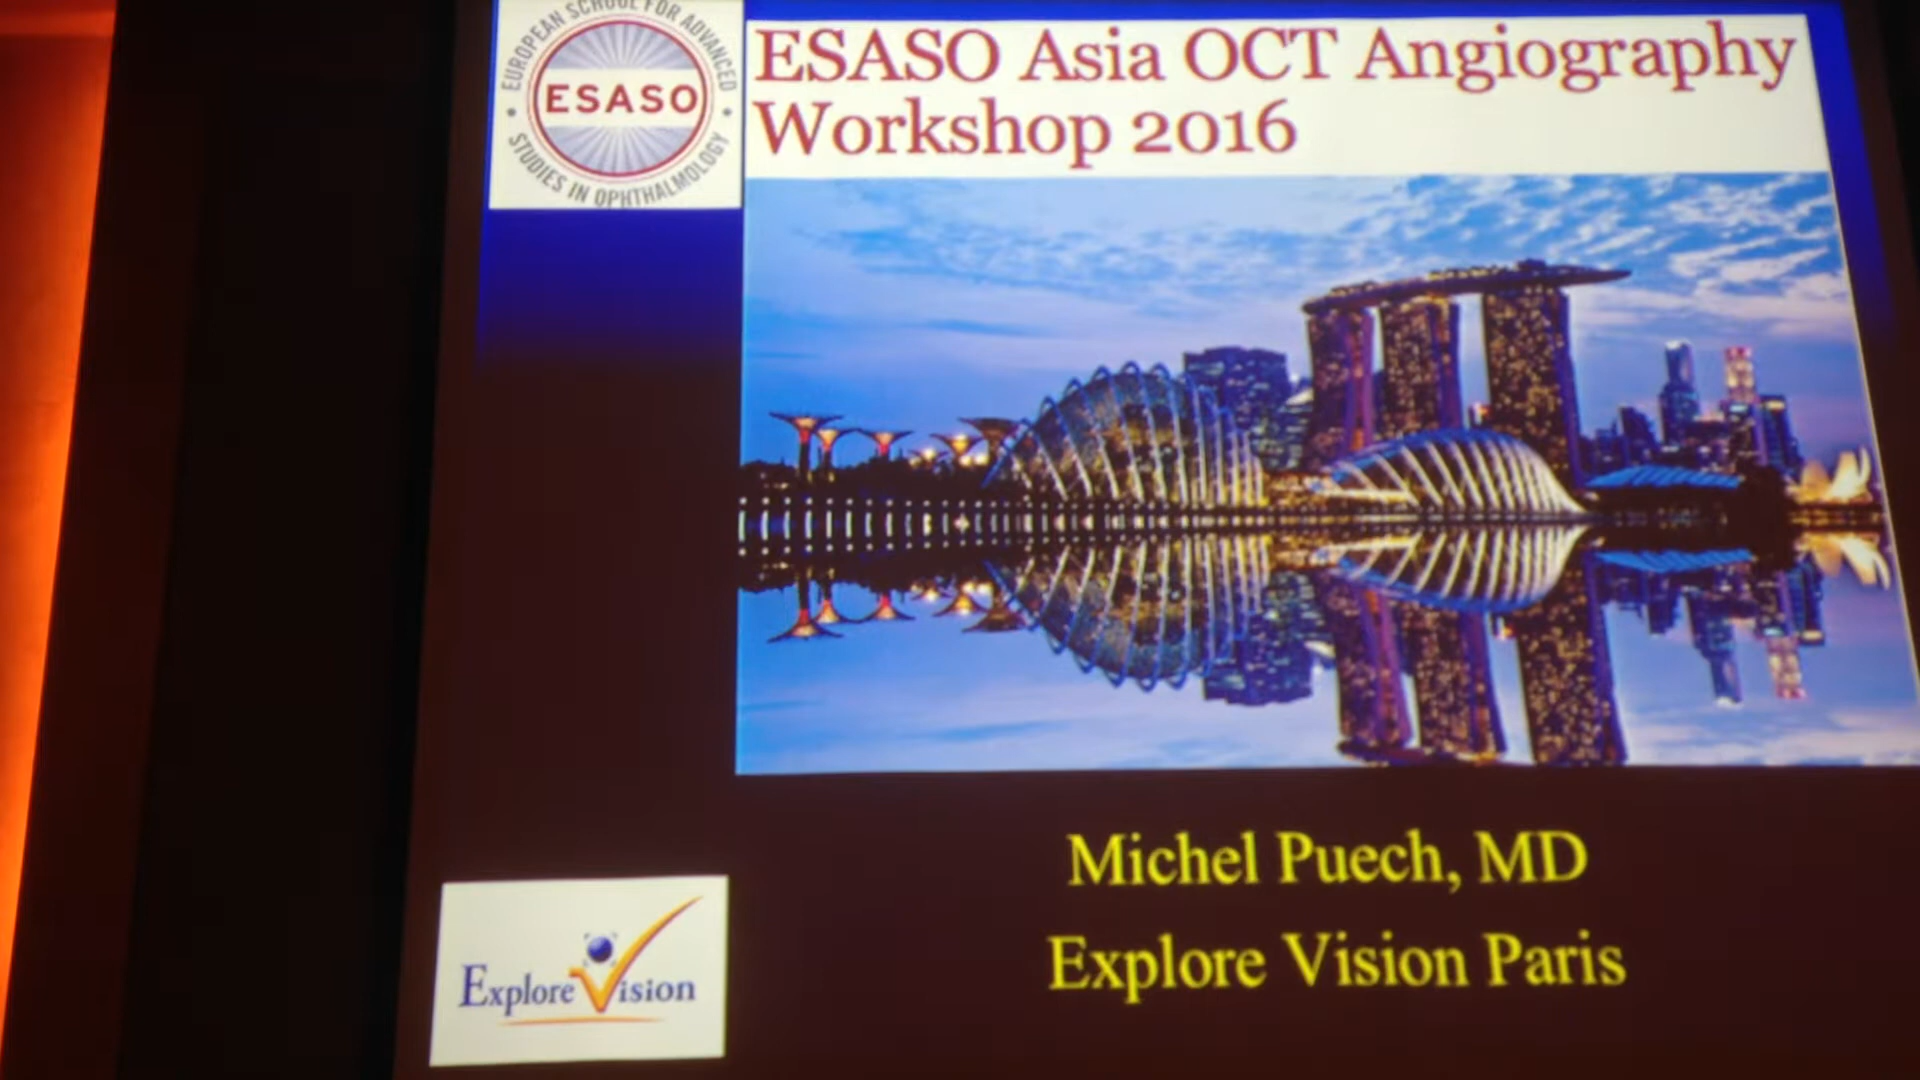 EUROPEAN SCHOOL FOR ADVANCED
ESASO
STUDIES IN OPHTHALMOLOGY
ESASO Asia OCT Angiography
Workshop 2016
Michel Puech, MD
Explore Vision Paris
Explore Vision